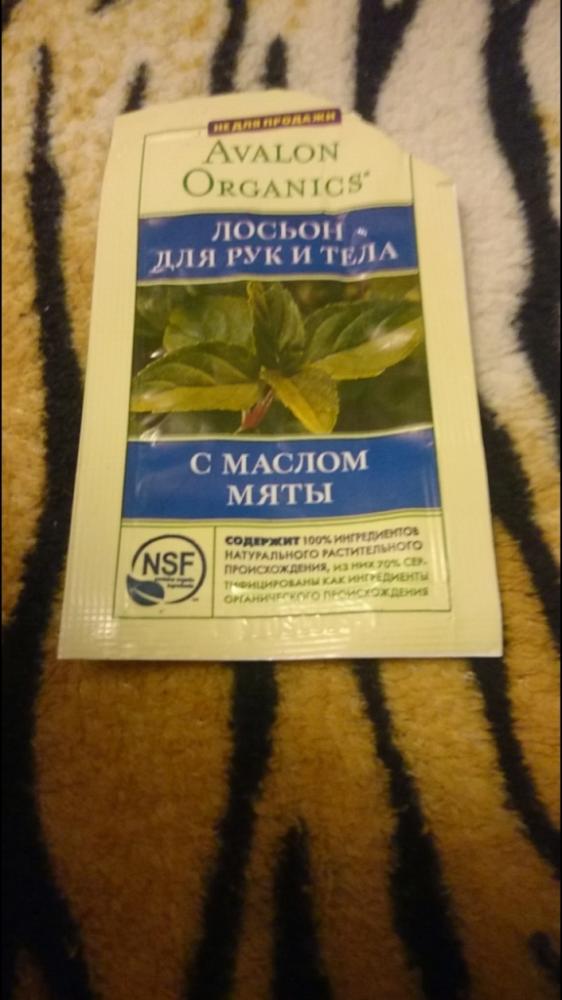 НЕ ДЛЯ ПРОДАЖИ
AVALON
ORGANICS®
ЛОСЬОН
ДЛЯ РУК И ТЕЛА
С МАСЛОМ
МЯТЫ
NSF
СОДЕРЖИТ 100% ИНГРЕДИЕНТОВ
НАТУРАЛЬНОГО РАСТИТЕЛЬНОГО
ПРОИСХОЖДЕНИЯ, ИЗ НИХ 70% СЕР-
ТИФИЦИРОВАНЫ КАК ИНГРЕДИЕНТЫ
ОРГАНИЧЕСКОГО ПРОИСХОЖДЕНИЯ